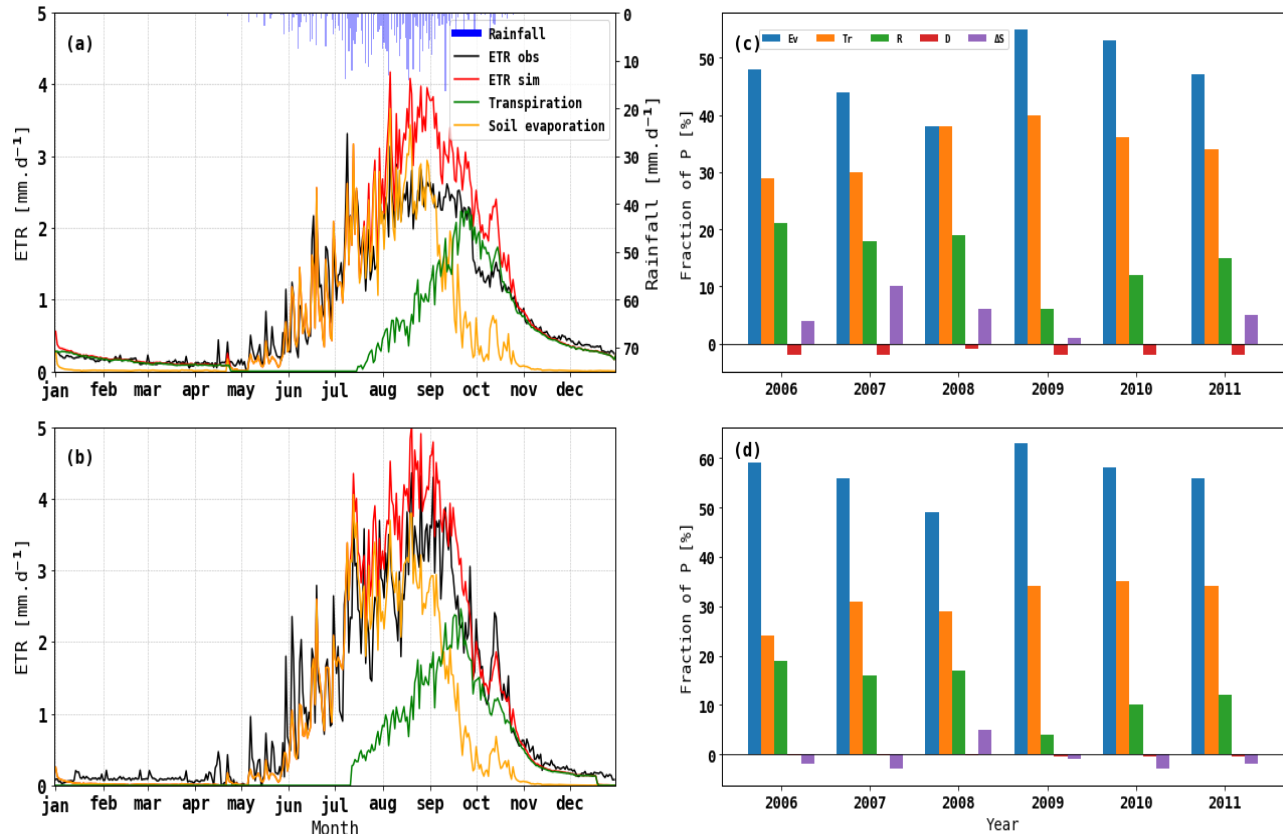 (a)
Rainfall
ETR obs
ETR sim
Transpiration
Soil evaporation
ETR [mm.d⁻¹]
5
4
3
2
1
0
Rainfall [mm.d⁻¹]
0
10
20
30
40
50
60
70
jan feb mar apr may jun jul aug sep oct nov dec
(c)
Ev Tr R D ΔS
Fraction of P [%]
50
40
30
20
10
0
2006 2007 2008 2009 2010 2011
(b)
ETR [mm.d⁻¹]
5
4
3
2
1
0
jan feb mar apr may jun jul aug sep oct nov dec
Month
(d)
Fraction of P [%]
60
50
40
30
20
10
0
2006 2007 2008 2009 2010 2011
Year